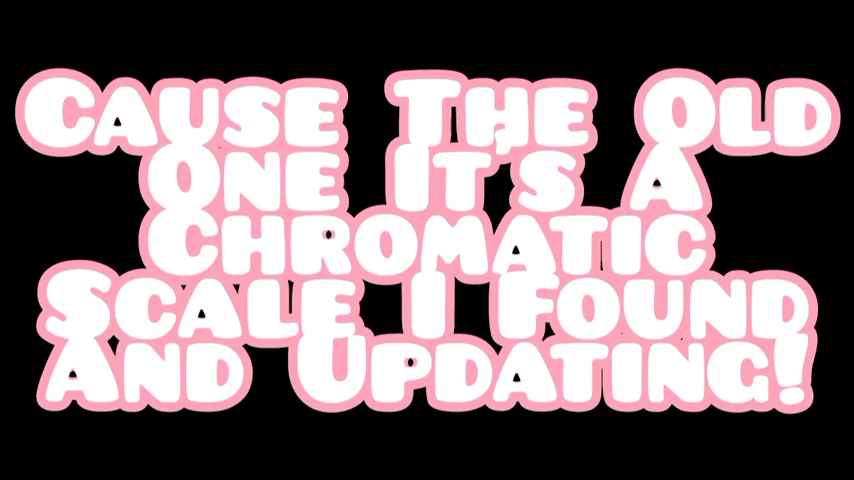 Cause The Old
One It's A
Chromatic
Scale I Found
And Updating!